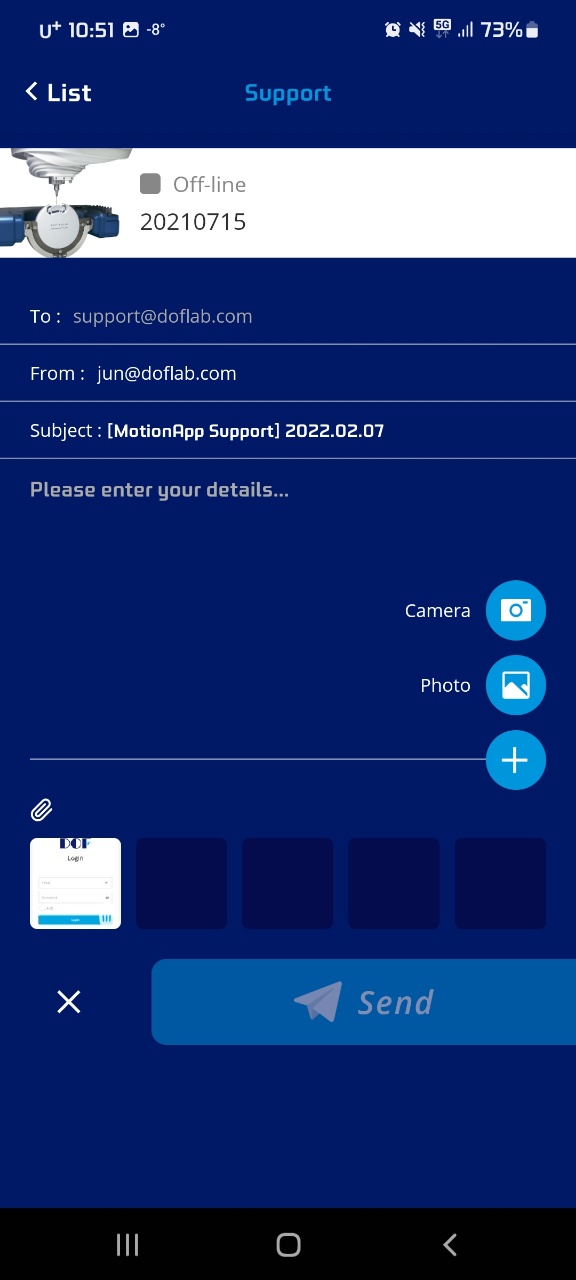 U+ 10:51 -8° 5G 73%
List Support
Off-line
20210715
To : support@doflab.com
From : jun@doflab.com
Subject : [MotionApp Support] 2022.02.07
Please enter your details...
Camera
Photo
DOF
Login
Send